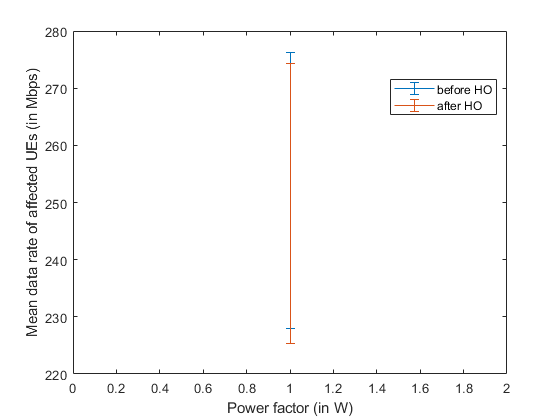 280
270
260
250
240
230
220
Mean data rate of affected UEs (in Mbps)
before HO
after HO
0 0.2 0.4 0.6 0.8 1 1.2 1.4 1.6 1.8 2
Power factor (in W)